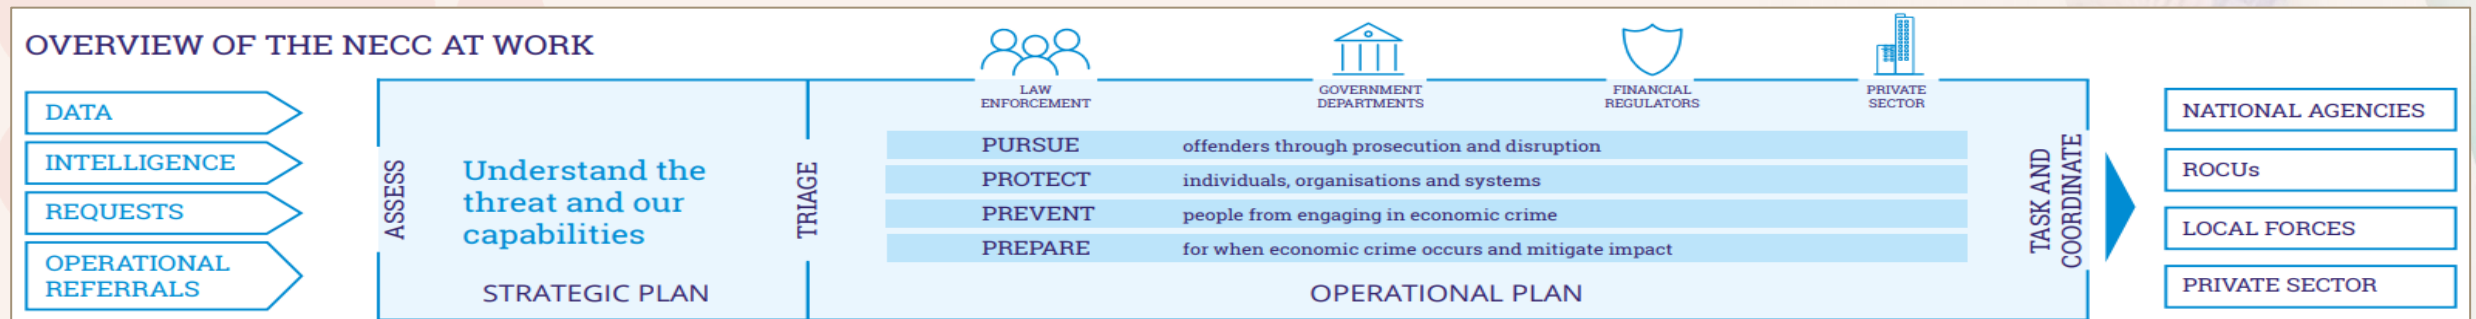 OVERVIEW OF THE NECC AT WORK
DATA
INTELLIGENCE
REQUESTS
OPERATIONAL
REFERRALS
ASSESS
Understand the
threat and our
capabilities
STRATEGIC PLAN
TRIAGE
LAW
ENFORCEMENT
GOVERNMENT
DEPARTMENTS
FINANCIAL
REGULATORS
PRIVATE
SECTOR
PURSUE offenders through prosecution and disruption
PROTECT individuals, organisations and systems
PREVENT people from engaging in economic crime
PREPARE for when economic crime occurs and mitigate impact
OPERATIONAL PLAN
TASK AND
COORDINATE
NATIONAL AGENCIES
ROCUs
LOCAL FORCES
PRIVATE SECTOR